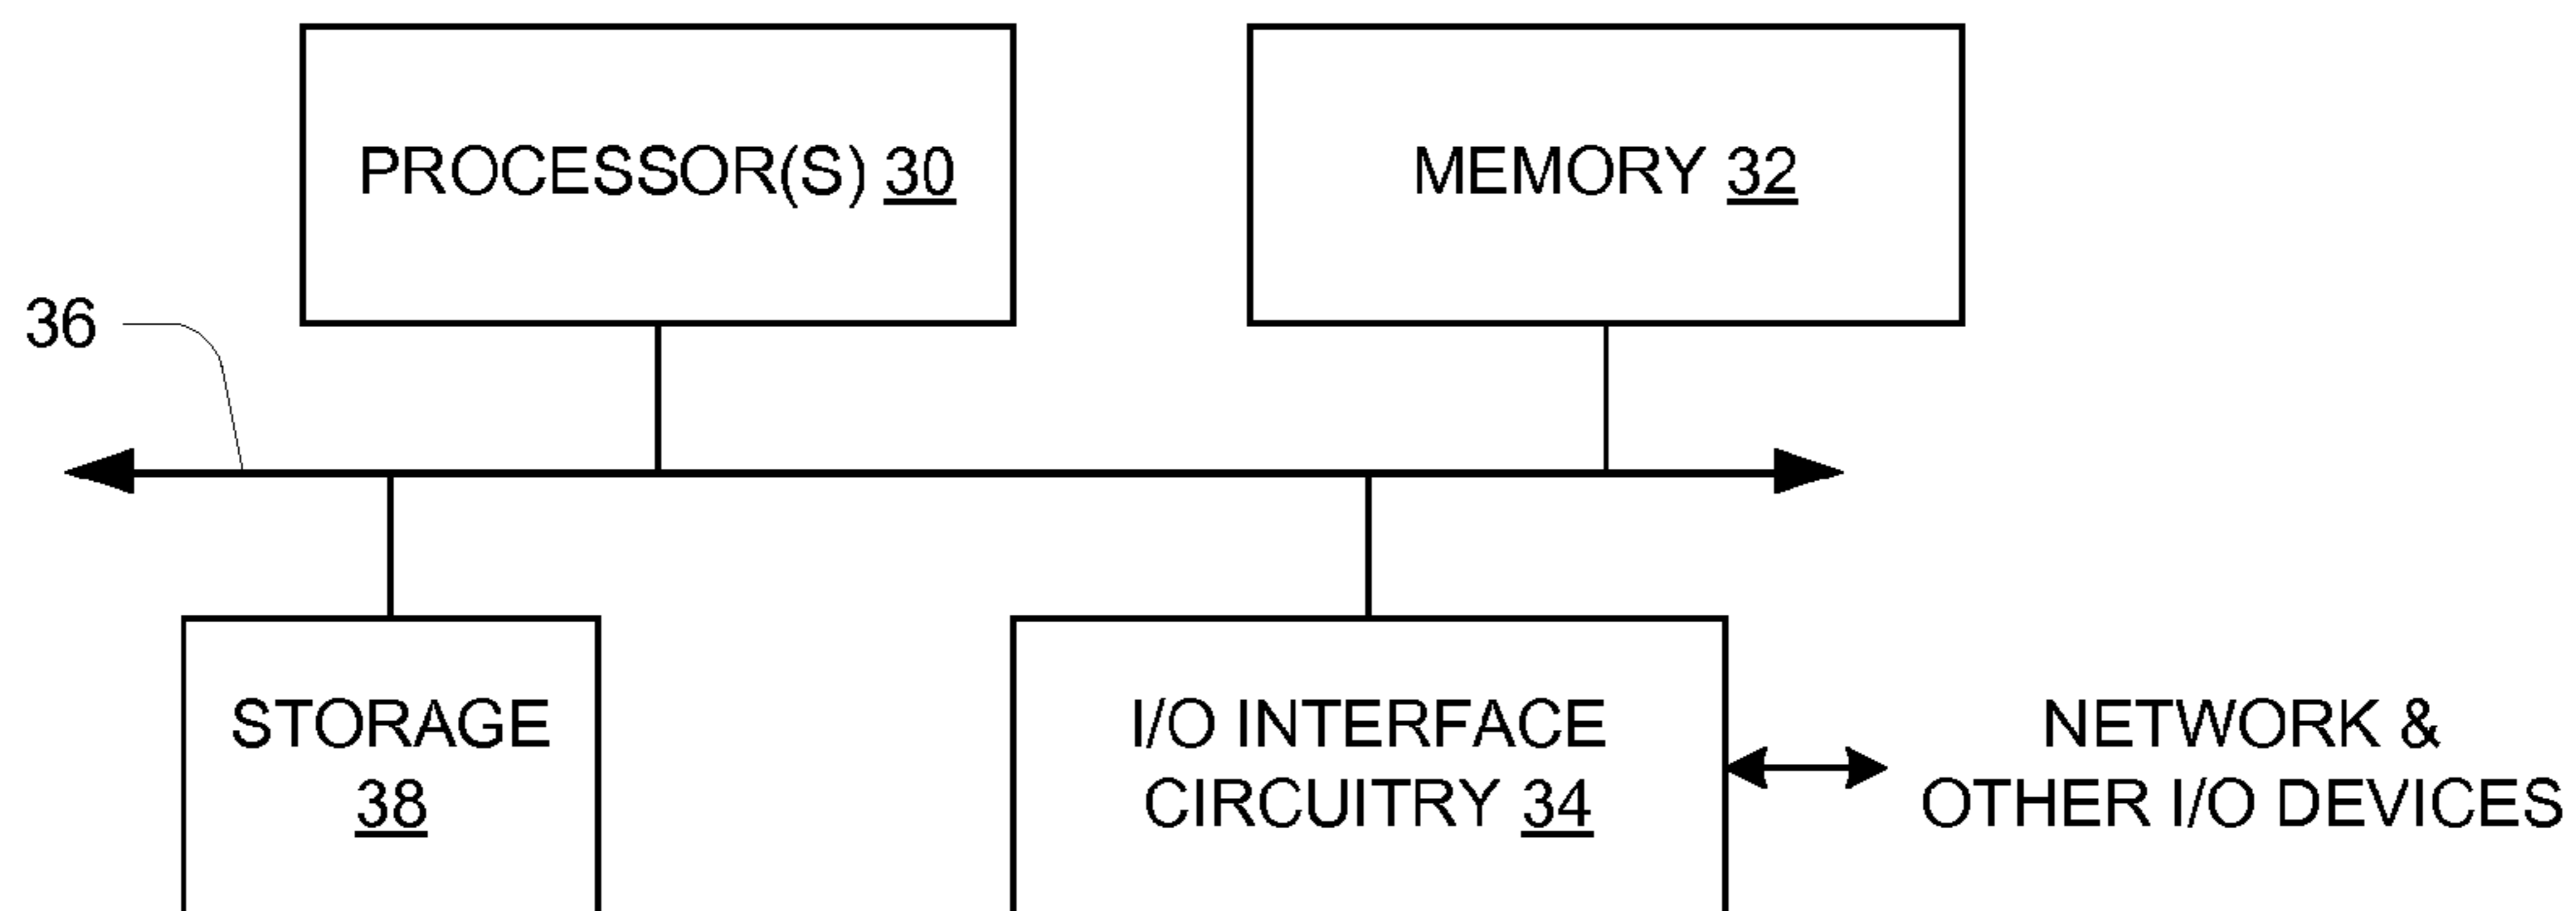 PROCESSOR(S) 30
MEMORY 32
36
STORAGE
38
I/O INTERFACE
CIRCUITRY 34
NETWORK &
OTHER I/O DEVICES